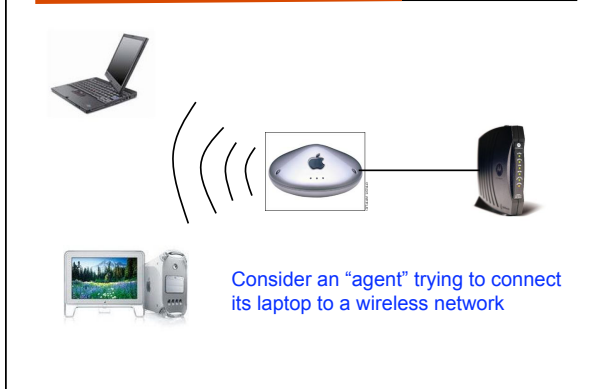 Consider an “agent” trying to connect
its laptop to a wireless network